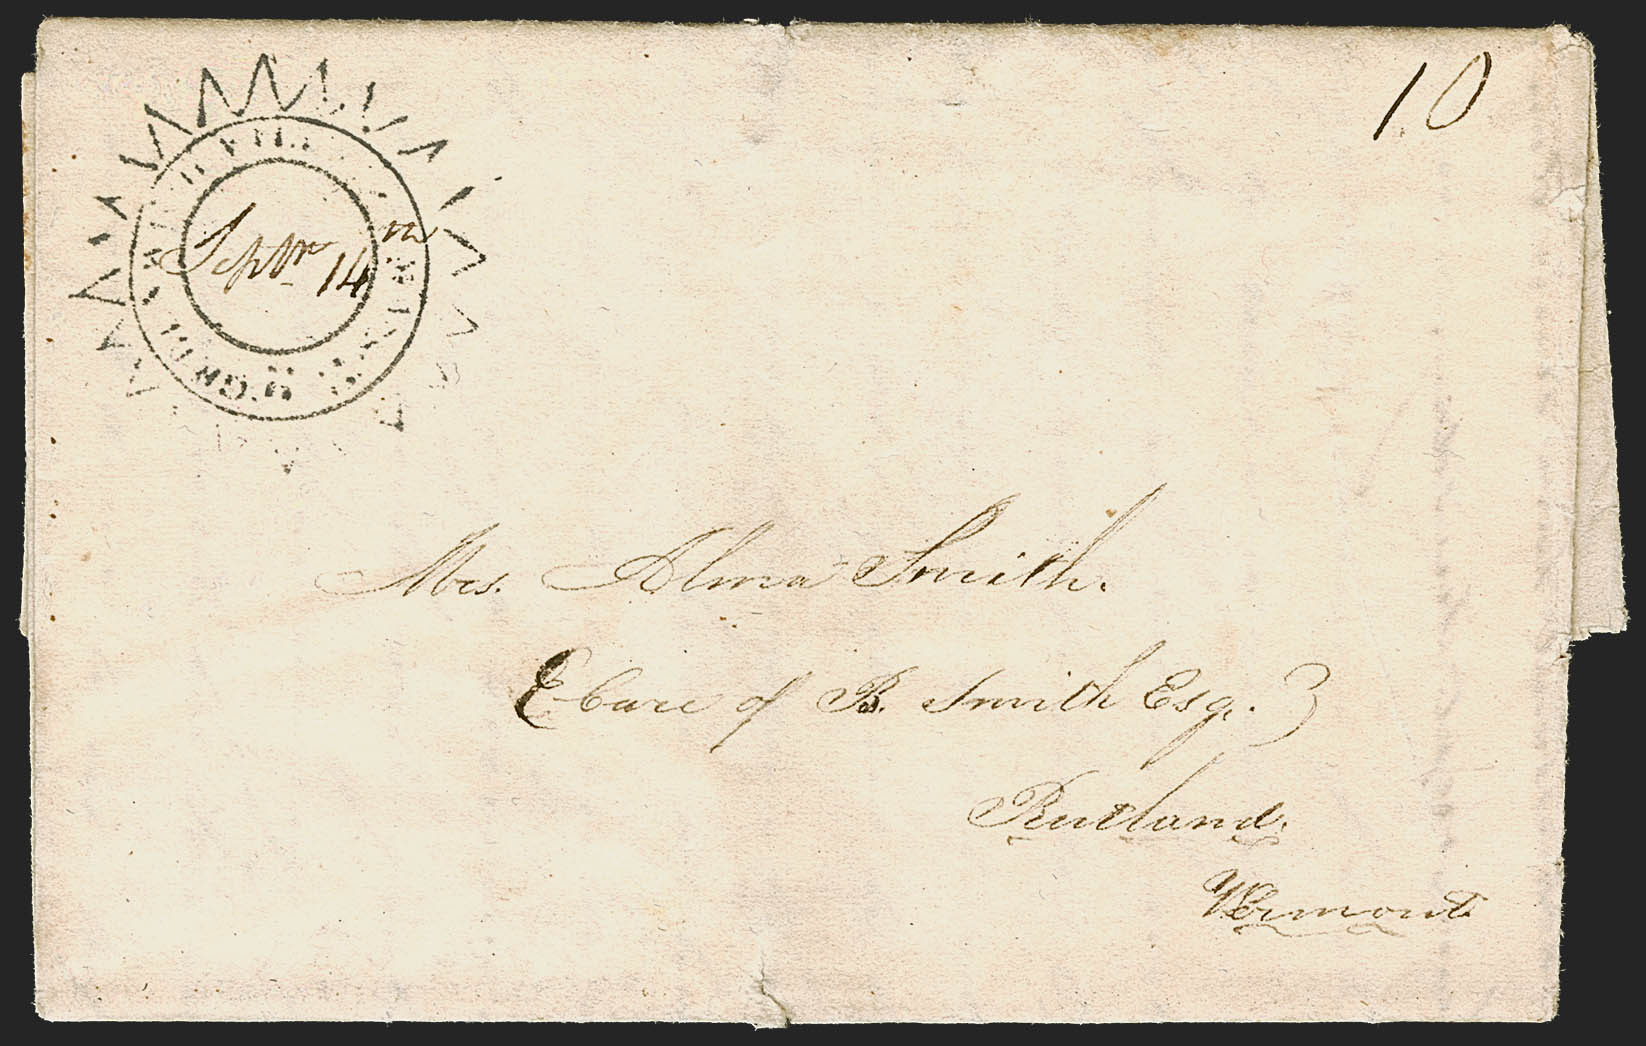 10
Septr 14
Mrs. Alma Smith.
Care of B. Smith Esq.
Rutland.
Vermont